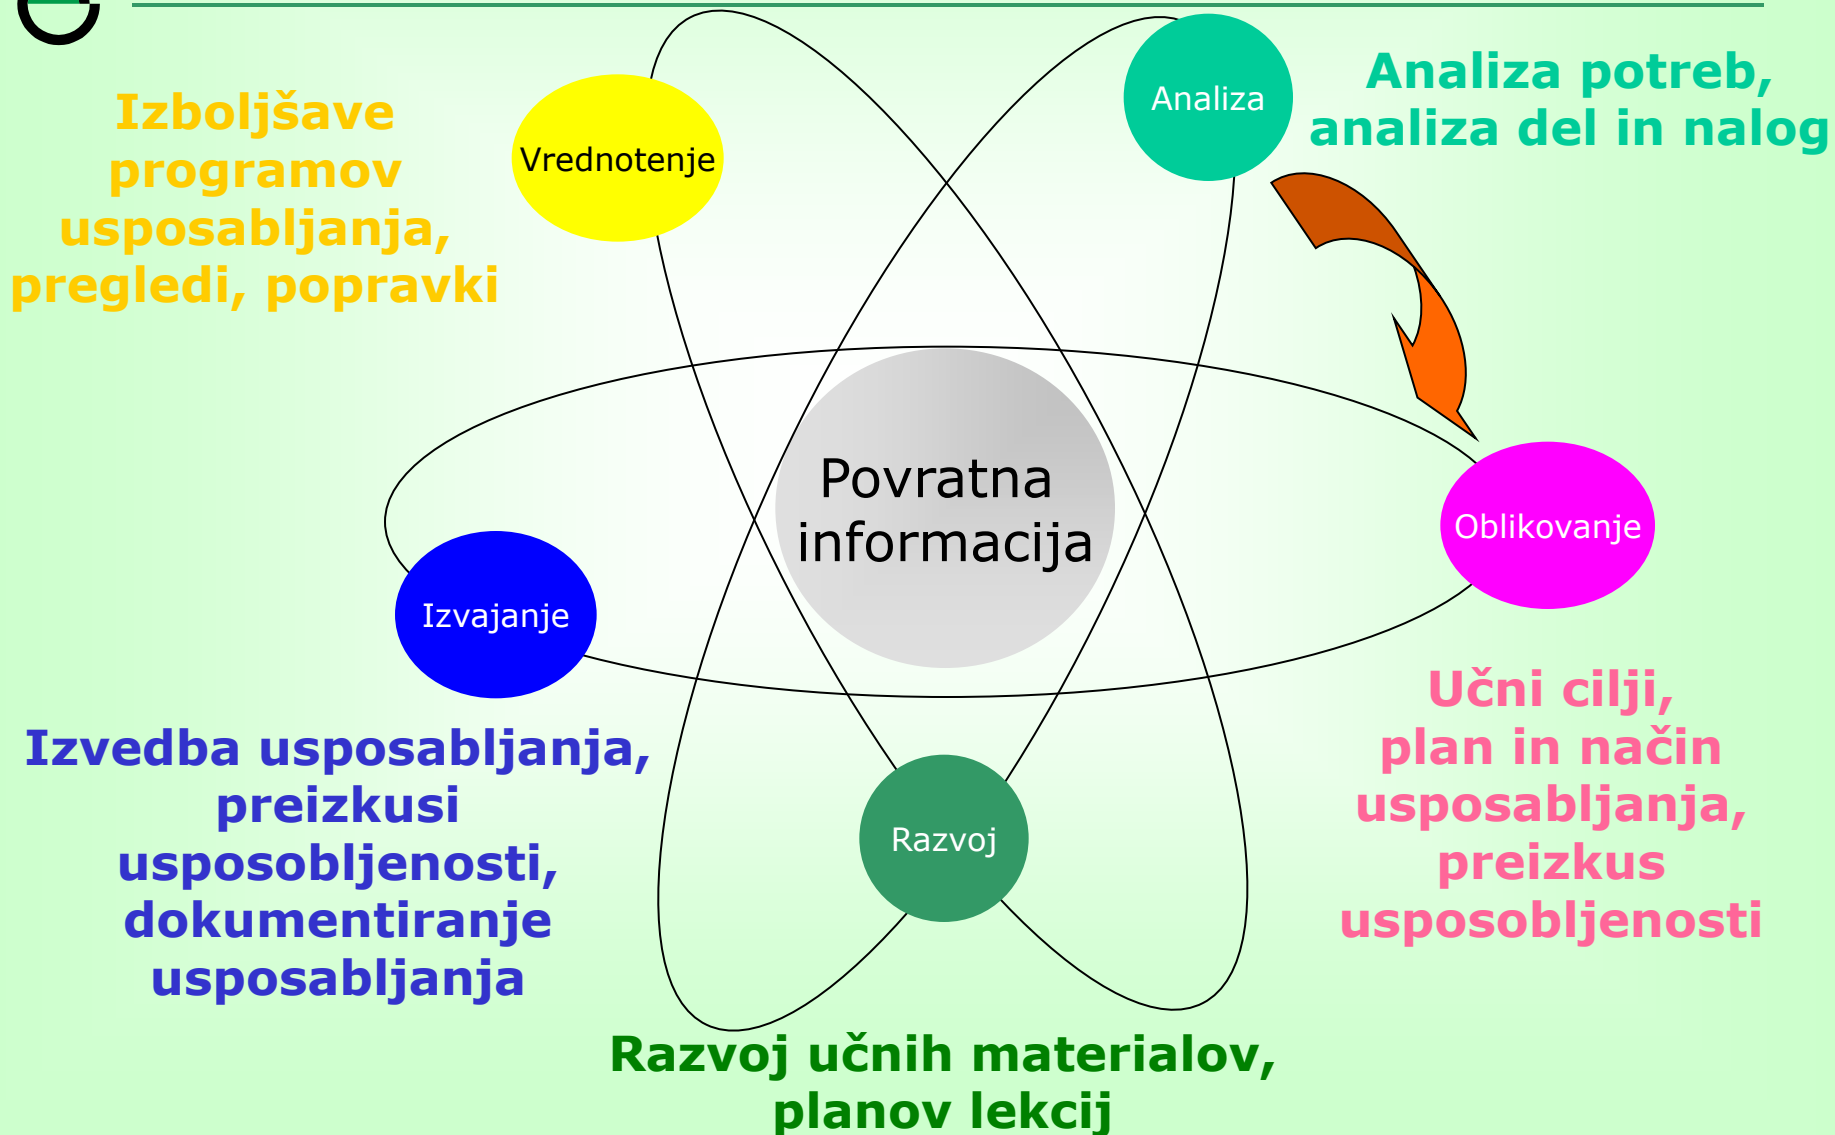 Analiza
Analiza potreb,
analiza del in nalog
Izboljšave
programov
usposabljanja,
pregledi, popravki
Vrednotenje
Povratna
informacija
Oblikovanje
Učni cilji,
plan in način
usposabljanja,
preizkus
usposobljenosti
Izvajanje
Izvedba usposabljanja,
preizkusi
usposobljenosti,
dokumentiranje
usposabljanja
Razvoj
Razvoj učnih materialov,
planov lekcij